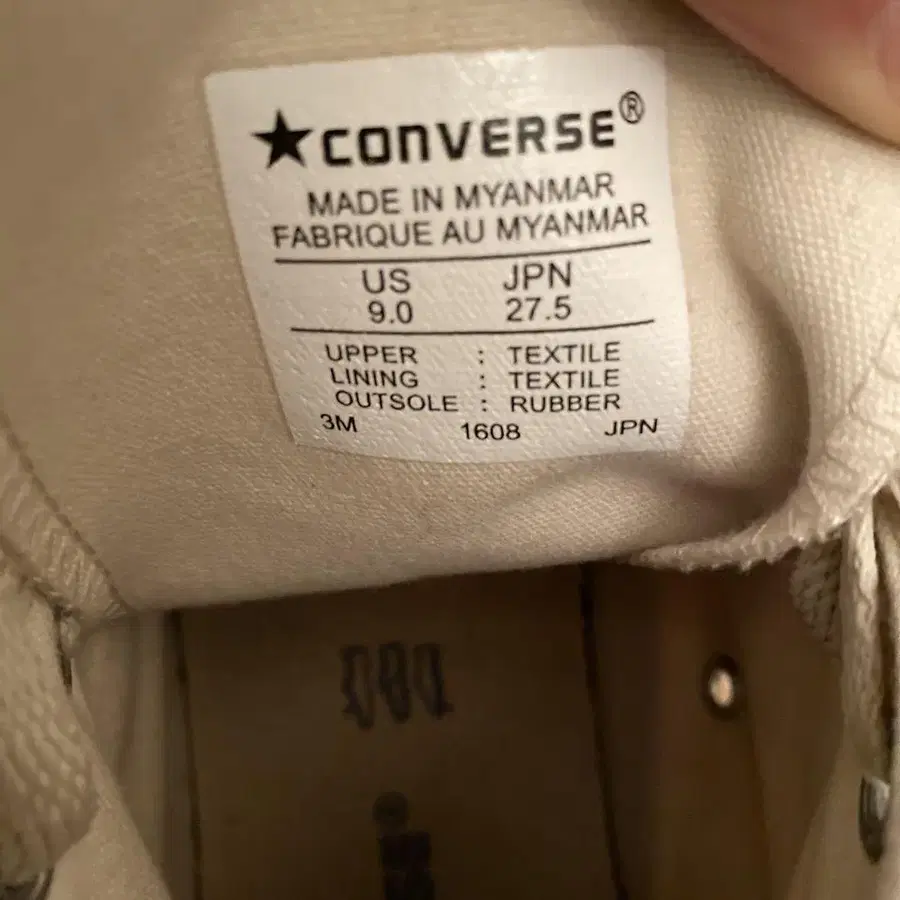 ★CONVERSE®
MADE IN MYANMAR
FABRIQUE AU MYANMAR
US JPN
9.0 27.5
UPPER : TEXTILE
LINING : TEXTILE
OUTSOLE : RUBBER
3M 1608 JPN